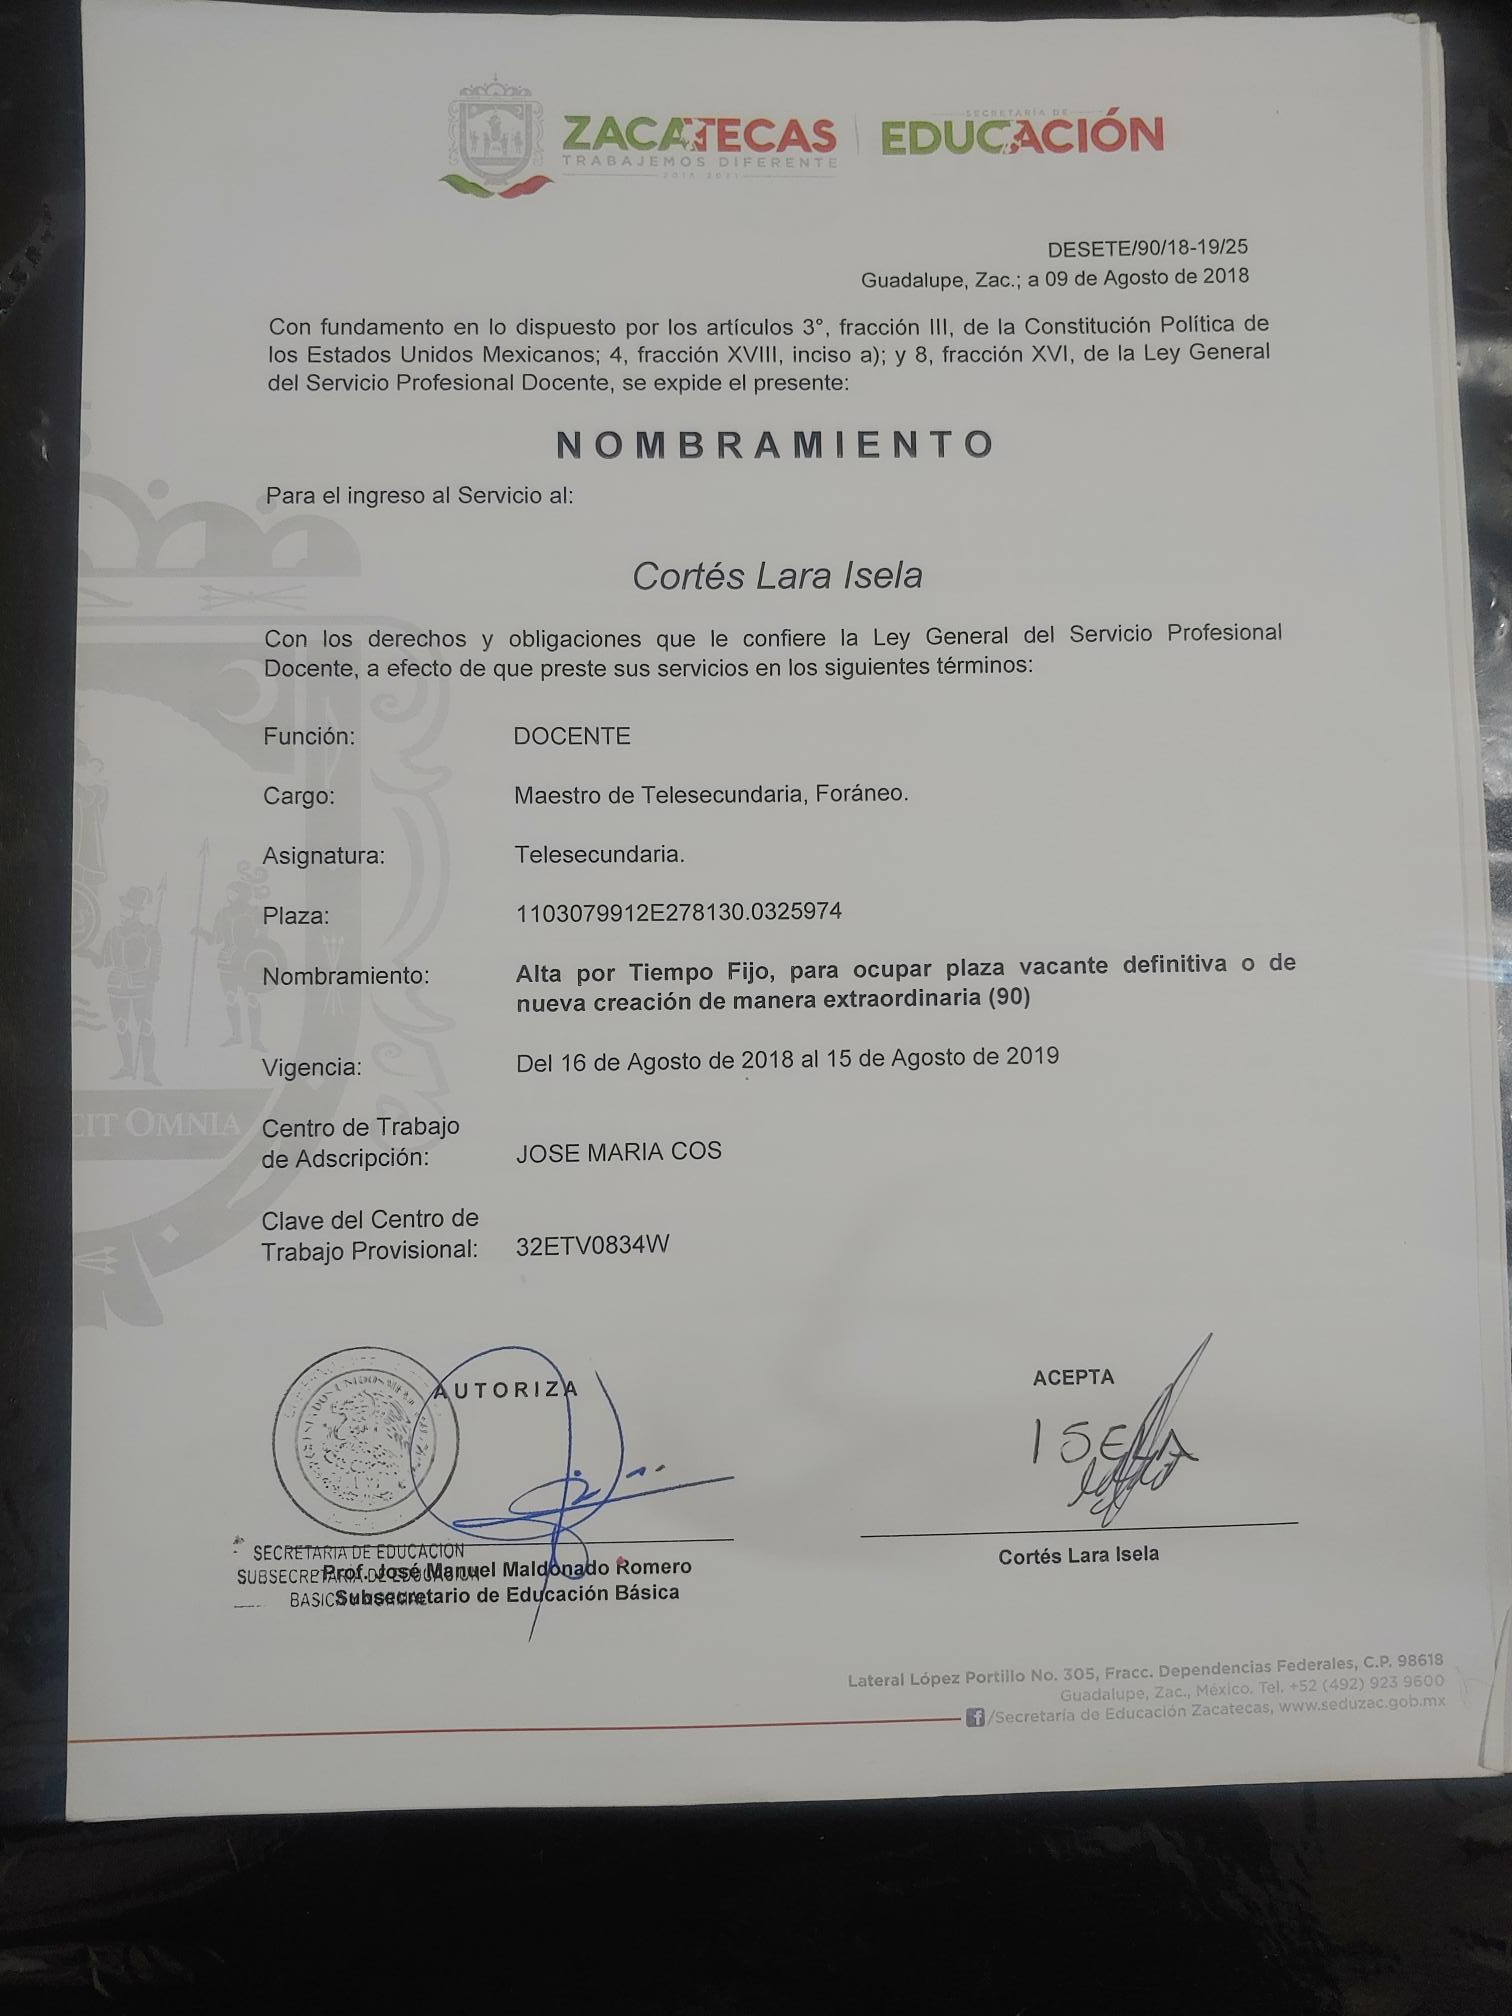 ZACATECAS
TRABAJEMOS DIFERENTE
SECRETARÍA DE
EDUCACIÓN
DESETE/90/18-19/25
Guadalupe, Zac.; a 09 de Agosto de 2018
Con fundamento en lo dispuesto por los artículos 3°, fracción III, de la Constitución Política de
los Estados Unidos Mexicanos; 4, fracción XVIII, inciso a); y 8, fracción XVI, de la Ley General
del Servicio Profesional Docente, se expide el presente:
NOMBRAMIENTO
Para el ingreso al Servicio al:
Cortés Lara Isela
Con los derechos y obligaciones que le confiere la Ley General del Servicio Profesional
Docente, a efecto de que preste sus servicios en los siguientes términos:
Función: DOCENTE
Cargo: Maestro de Telesecundaria, Foráneo.
Asignatura: Telesecundaria.
Plaza: 1103079912E278130.0325974
Nombramiento: Alta por Tiempo Fijo, para ocupar plaza vacante definitiva o de
nueva creación de manera extraordinaria (90)
Vigencia: Del 16 de Agosto de 2018 al 15 de Agosto de 2019
CIT OMNIA
Centro de Trabajo
de Adscripción: JOSE MARIA COS
Clave del Centro de
Trabajo Provisional: 32ETV0834W
AUTORIZA
SECRETARIA DE EDUCACION
Prof. José Manuel Maldonado Romero
Subsecretario de Educación Básica
ACEPTA
ISELA
Cortés Lara Isela
Lateral López Portillo No. 305, Fracc. Dependencias Federales, C.P. 98618
Guadalupe, Zac., México. Tel. +52 (492) 923 9600
/Secretaría de Educación Zacatecas, www.seduzac.gob.mx